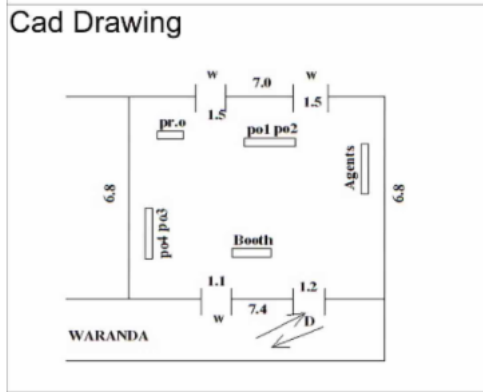 Cad Drawing
w 7.0 w
1.5 1.5
pr.o po1 po2
Agents
6.8 6.8
po4 po3
Booth
1.1 1.2
w 7.4 D
WARANDA